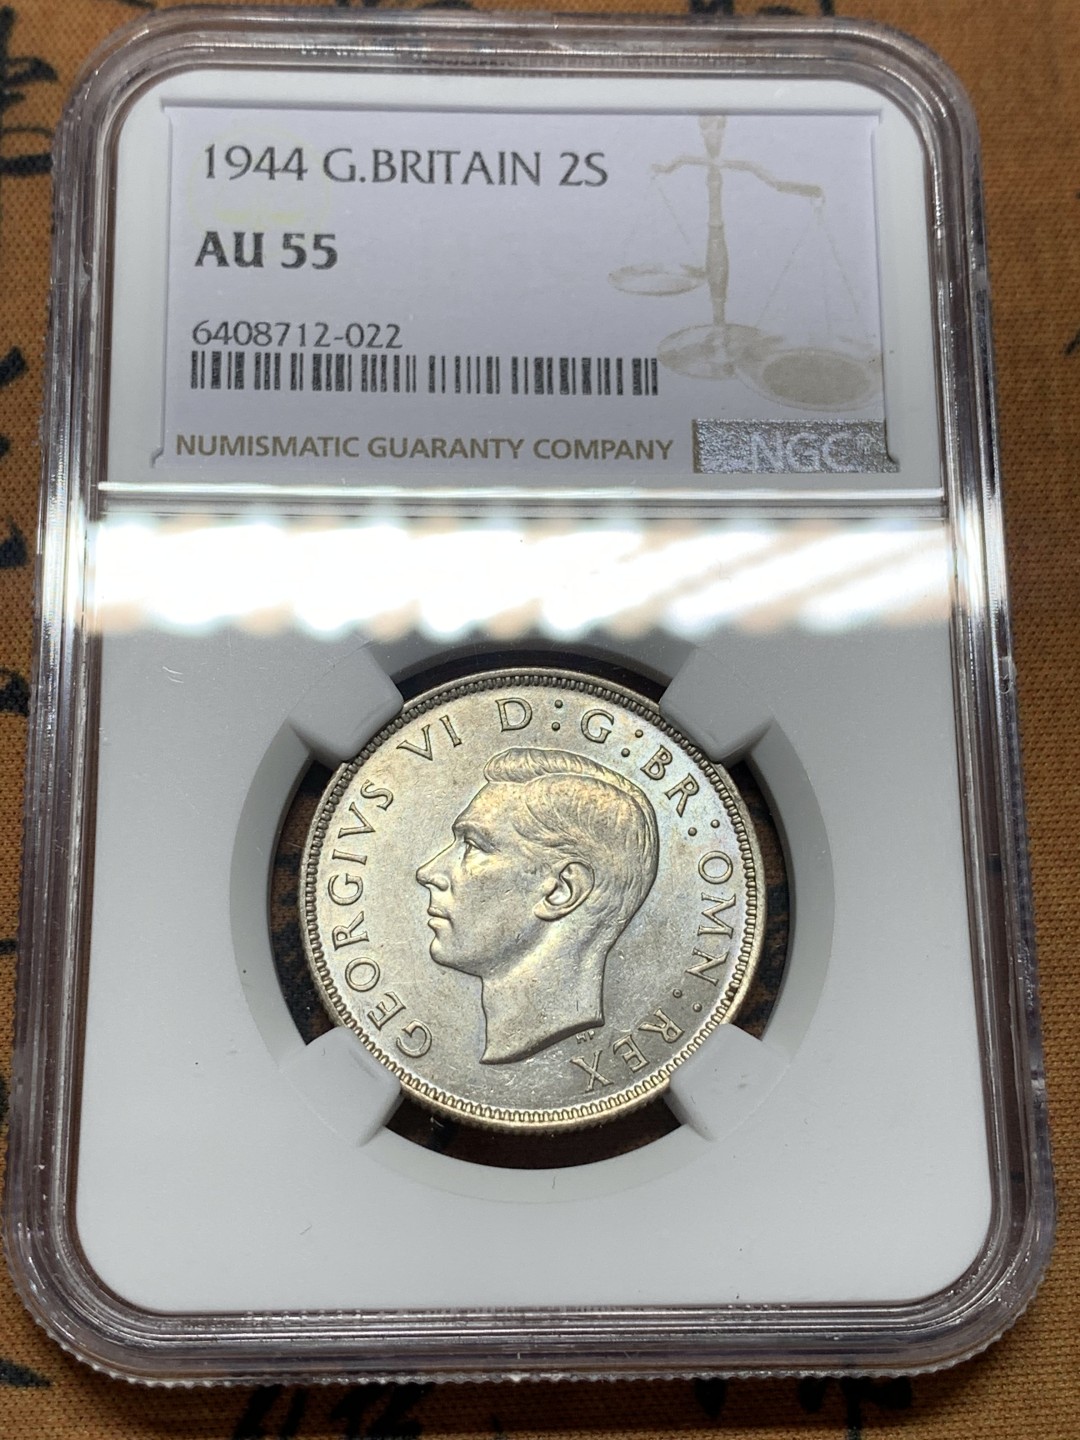 1944 G.BRITAIN 2S
AU 55
6408712-022
NUMISMATIC GUARANTY COMPANY
NGC
GEORGIVS VI D:G:BR:OMN:REX
HP